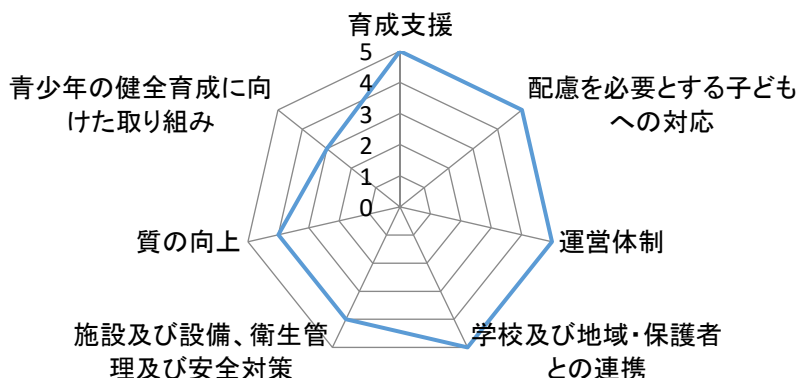 育成支援
5
4
3
2
1
0
配慮を必要とする子ども
への対応
運営体制
学校及び地域・保護者
との連携
施設及び設備、衛生管
理及び安全対策
質の向上
青少年の健全育成に向
けた取り組み